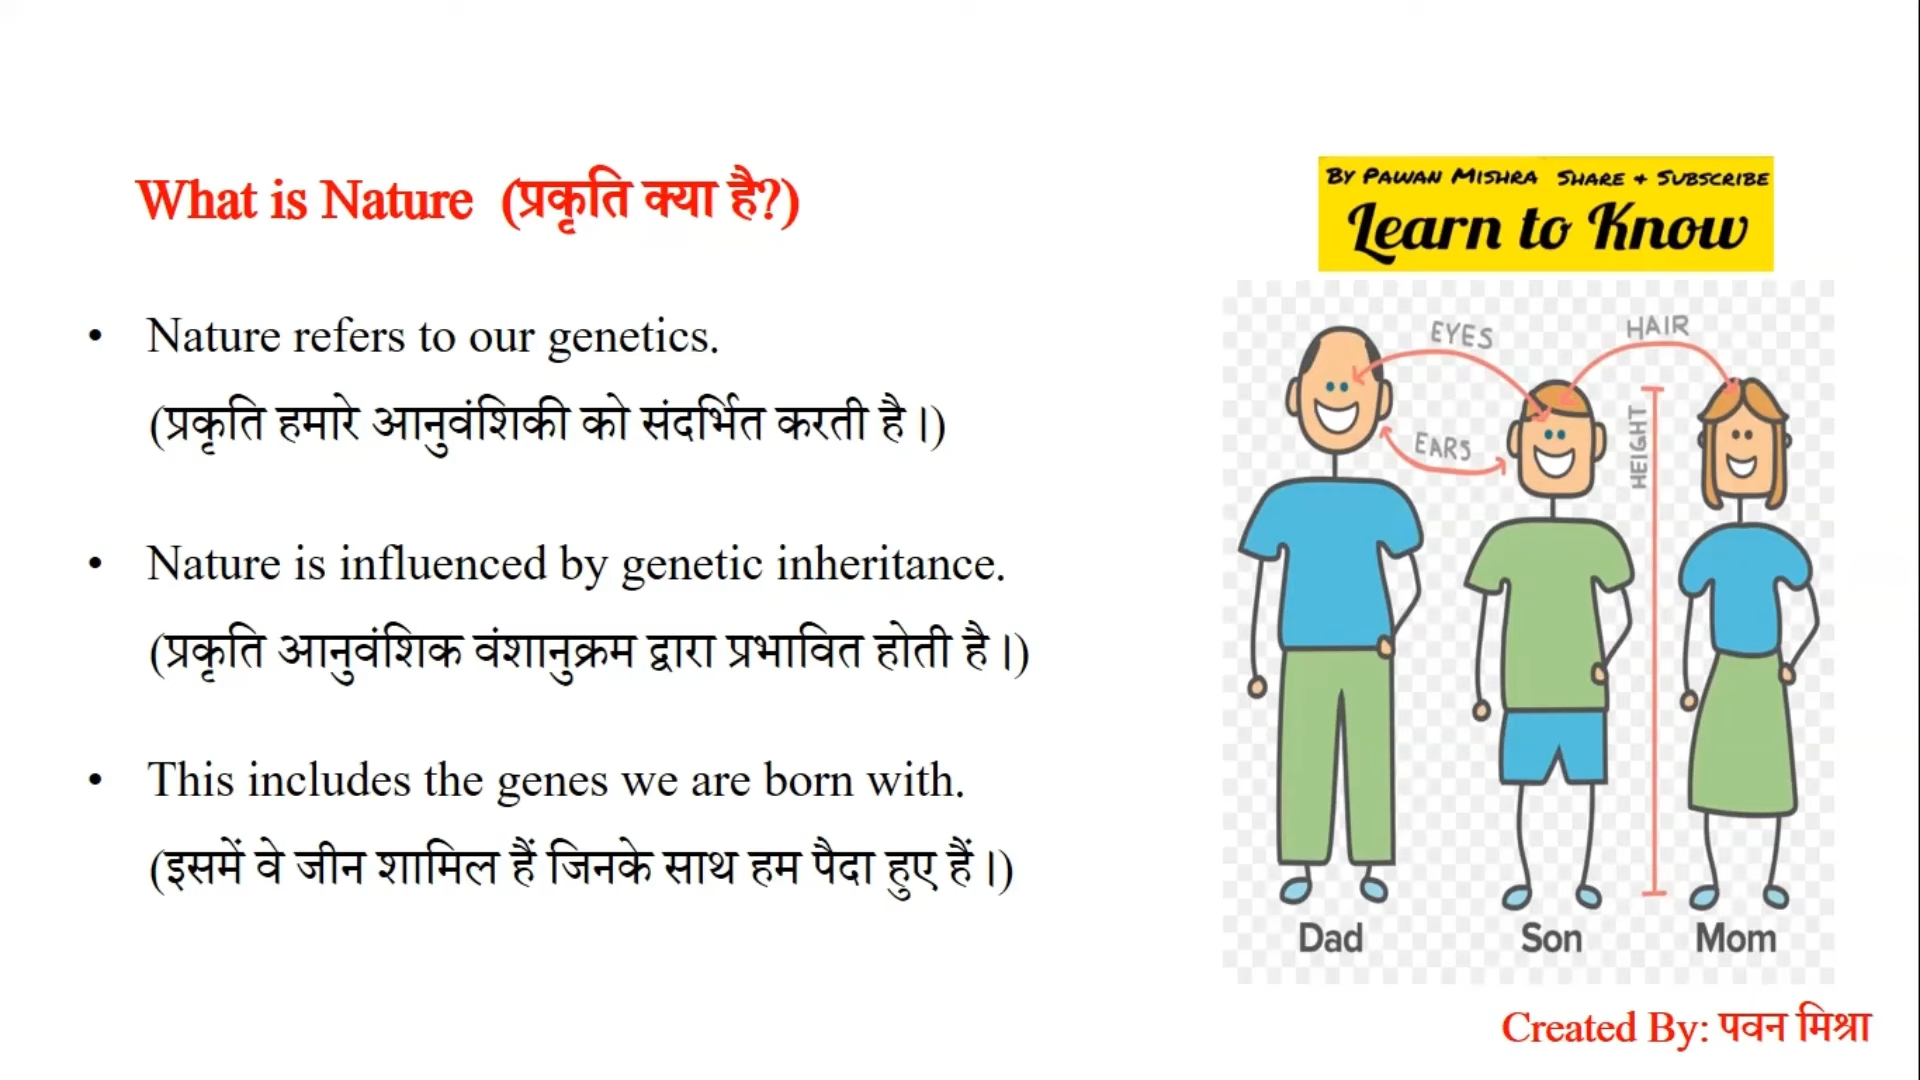 What is Nature (प्रकृति क्या है?)
• Nature refers to our genetics.
(प्रकृति हमारे आनुवंशिकी को संदर्भित करती है।)
• Nature is influenced by genetic inheritance.
(प्रकृति आनुवंशिक वंशानुक्रम द्वारा प्रभावित होती है।)
• This includes the genes we are born with.
(इसमें वे जीन शामिल हैं जिनके साथ हम पैदा हुए हैं।)
By Pawan Mishra Share + Subscribe
Learn to Know
EYES
HAIR
EARS
HEIGHT
Dad
Son
Mom
Created By: पवन मिश्रा